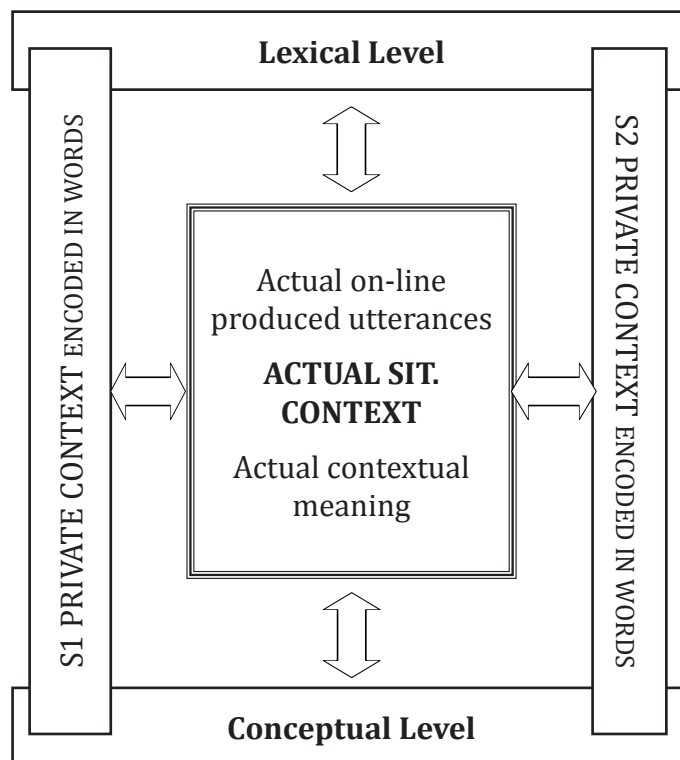 Lexical Level
S1 PRIVATE CONTEXT ENCODED IN WORDS
Actual on-line
produced utterances
ACTUAL SIT.
CONTEXT
Actual contextual
meaning
S2 PRIVATE CONTEXT ENCODED IN WORDS
Conceptual Level